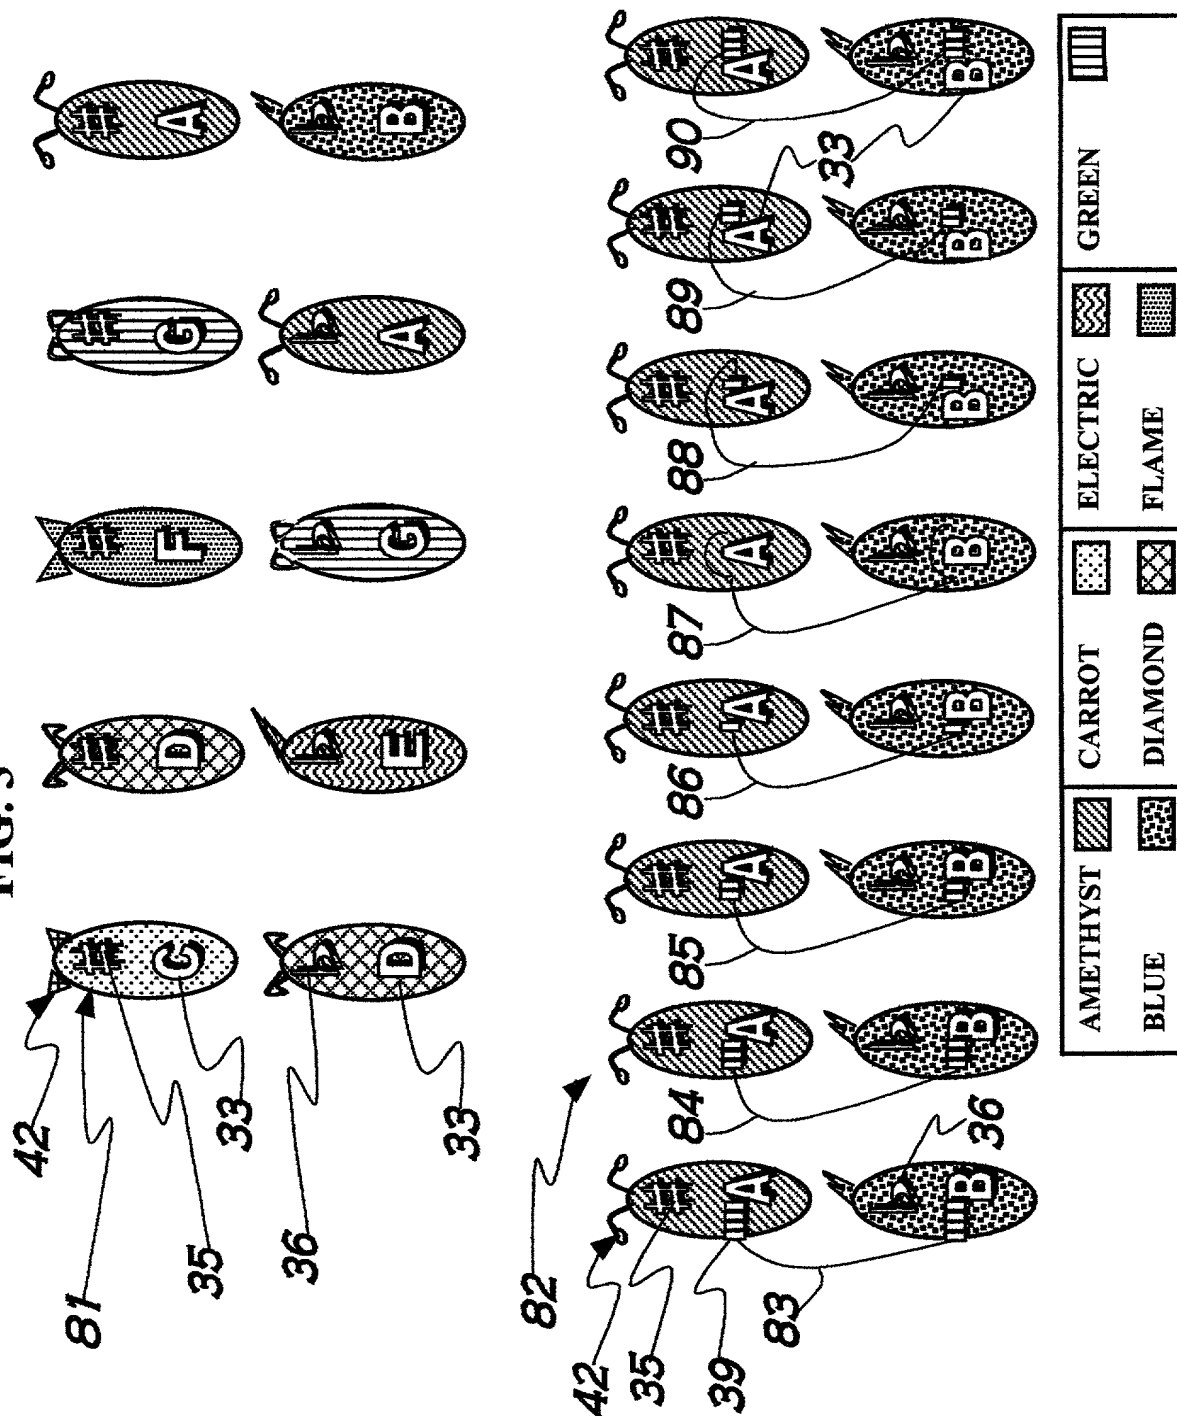 FIG.
42
81 # # # # #
C D F G A
35 33
36 ♭ ♭ ♭ ♭ ♭
33 D E G A B
82
42
35 # # # # # # # #
84 85 86 87 88 89 90
39 A A A A A A A A
83 33
♭ ♭ ♭ ♭ ♭ ♭ ♭ ♭
B B B B B B B B
36
AMETHYST CARROT ELECTRIC GREEN
BLUE DIAMOND FLAME